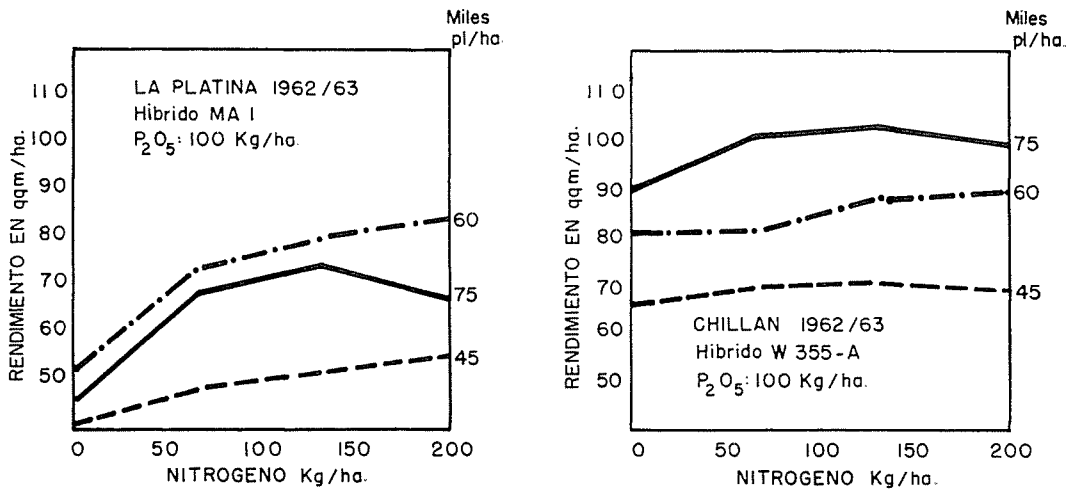 Miles
pl/ha.
LA PLATINA 1962/63
Hibrido MA I
P2O5: 100 Kg/ha.
RENDIMIENTO EN qqm/ha.
110
100
90
80
70
60
50
60
75
45
0 50 100 150 200
NITROGENO Kg/ha.
Miles
pl/ha.
RENDIMIENTO EN qqm/ha.
110
100
90
80
70
60
50
75
60
45
CHILLAN 1962/63
Hibrido W 355-A
P2O5: 100 Kg/ha.
0 50 100 150 200
NITROGENO Kg/ha.